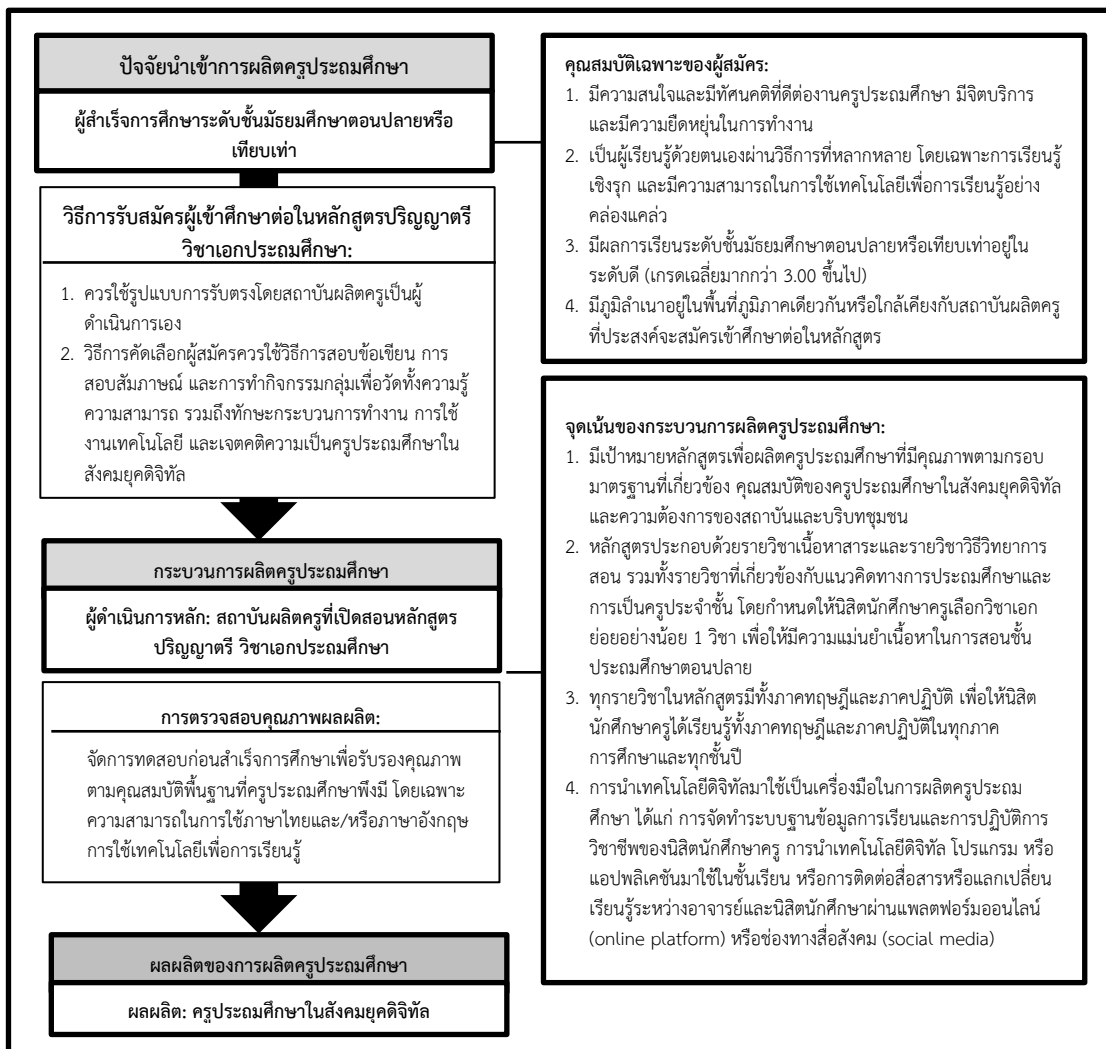 ปัจจัยนำเข้าการผลิตครูประถมศึกษา
ผู้สำเร็จการศึกษาระดับชั้นมัธยมศึกษาตอนปลายหรือ
เทียบเท่า
คุณสมบัติเฉพาะของผู้สมัคร:
1. มีความสนใจและมีทัศนคติที่ดีต่องานครูประถมศึกษา มีจิตบริการ
และมีความยืดหยุ่นในการทำงาน
2. เป็นผู้เรียนรู้ด้วยตนเองผ่านวิธีการที่หลากหลาย โดยเฉพาะการเรียนรู้
เชิงรุก และมีความสามารถในการใช้เทคโนโลยีเพื่อการเรียนรู้อย่าง
คล่องแคล่ว
3. มีผลการเรียนระดับชั้นมัธยมศึกษาตอนปลายหรือเทียบเท่าอยู่ใน
ระดับดี (เกรดเฉลี่ยมากกว่า 3.00 ขึ้นไป)
4. มีภูมิลำเนาอยู่ในพื้นที่ภูมิภาคเดียวกันหรือใกล้เคียงกับสถาบันผลิตครู
ที่ประสงค์จะสมัครเข้าศึกษาต่อในหลักสูตร
วิธีการรับสมัครผู้เข้าศึกษาต่อในหลักสูตรปริญญาตรี
วิชาเอกประถมศึกษา:
1. ควรใช้รูปแบบการรับตรงโดยสถาบันผลิตครูเป็นผู้
ดำเนินการเอง
2. วิธีการคัดเลือกผู้สมัครควรใช้วิธีการสอบข้อเขียน การ
สอบสัมภาษณ์ และการทำกิจกรรมกลุ่มเพื่อวัดทั้งความรู้
ความสามารถ รวมถึงทักษะกระบวนการทำงาน การใช้
งานเทคโนโลยี และเจตคติความเป็นครูประถมศึกษาใน
สังคมยุคดิจิทัล
กระบวนการผลิตครูประถมศึกษา
ผู้ดำเนินการหลัก: สถาบันผลิตครูที่เปิดสอนหลักสูตร
ปริญญาตรี วิชาเอกประถมศึกษา
จุดเน้นของกระบวนการผลิตครูประถมศึกษา:
1. มีเป้าหมายหลักสูตรเพื่อผลิตครูประถมศึกษาที่มีคุณภาพตามกรอบ
มาตรฐานที่เกี่ยวข้อง คุณสมบัติของครูประถมศึกษาในสังคมยุคดิจิทัล
และความต้องการของสถาบันและบริบทชุมชน
2. หลักสูตรประกอบด้วยรายวิชาเนื้อหาสาระและรายวิชาวิธีวิทยาการ
สอน รวมทั้งรายวิชาที่เกี่ยวข้องกับแนวคิดทางการประถมศึกษาและ
การเป็นครูประจำชั้น โดยกำหนดให้นิสิตนักศึกษาครูเลือกวิชาเอก
ย่อยอย่างน้อย 1 วิชา เพื่อให้มีความแม่นยำเนื้อหาในการสอนชั้น
ประถมศึกษาตอนปลาย
3. ทุกรายวิชาในหลักสูตรมีทั้งภาคทฤษฎีและภาคปฏิบัติ เพื่อให้นิสิต
นักศึกษาครูได้เรียนรู้ทั้งภาคทฤษฎีและภาคปฏิบัติในทุกภาค
การศึกษาและทุกชั้นปี
4. การนำเทคโนโลยีดิจิทัลมาใช้เป็นเครื่องมือในการผลิตครูประถม
ศึกษา ได้แก่ การจัดทำระบบฐานข้อมูลการเรียนและการปฏิบัติการ
วิชาชีพของนิสิตนักศึกษาครู การนำเทคโนโลยีดิจิทัล โปรแกรม หรือ
แอปพลิเคชันมาใช้ในชั้นเรียน หรือการติดต่อสื่อสารหรือแลกเปลี่ยน
เรียนรู้ระหว่างอาจารย์และนิสิตนักศึกษาผ่านแพลตฟอร์มออนไลน์
(online platform) หรือช่องทางสื่อสังคม (social media)
การตรวจสอบคุณภาพผลผลิต:
จัดการทดสอบก่อนสำเร็จการศึกษาเพื่อรับรองคุณภาพ
ตามคุณสมบัติพื้นฐานที่ครูประถมศึกษาพึงมี โดยเฉพาะ
ความสามารถในการใช้ภาษาไทยและ/หรือภาษาอังกฤษ
การใช้เทคโนโลยีเพื่อการเรียนรู้
ผลผลิตของการผลิตครูประถมศึกษา
ผลผลิต: ครูประถมศึกษาในสังคมยุคดิจิทัล